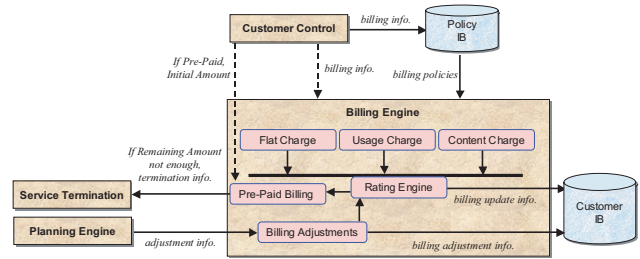 Customer Control
billing info.
Policy
IB
If Pre-Paid,
Initial Amount
billing info.
billing policies
Billing Engine
Flat Charge
Usage Charge
Content Charge
If Remaining Amount
not enough,
termination info.
Service Termination
Pre-Paid Billing
Rating Engine
billing update info.
Customer
IB
Planning Engine
adjustment info.
Billing Adjustments
billing adjustment info.